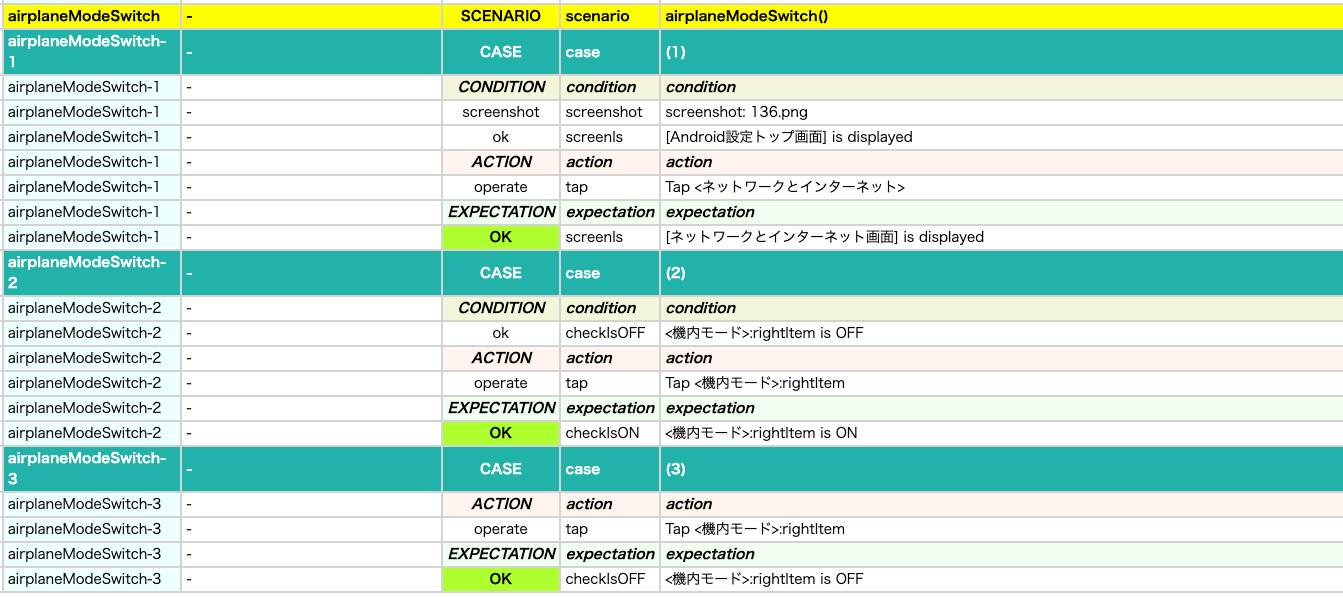 airplaneModeSwitch - SCENARIO scenario airplaneModeSwitch()
airplaneModeSwitch-
1 - CASE case (1)
airplaneModeSwitch-1 - CONDITION condition condition
airplaneModeSwitch-1 - screenshot screenshot screenshot: 136.png
airplaneModeSwitch-1 - ok screenIs [Android設定トップ画面] is displayed
airplaneModeSwitch-1 - ACTION action action
airplaneModeSwitch-1 - operate tap Tap <ネットワークとインターネット>
airplaneModeSwitch-1 - EXPECTATION expectation expectation
airplaneModeSwitch-1 - OK screenIs [ネットワークとインターネット画面] is displayed
airplaneModeSwitch-
2 - CASE case (2)
airplaneModeSwitch-2 - CONDITION condition condition
airplaneModeSwitch-2 - ok checkIsOFF <機内モード>:rightItem is OFF
airplaneModeSwitch-2 - ACTION action action
airplaneModeSwitch-2 - operate tap Tap <機内モード>:rightItem
airplaneModeSwitch-2 - EXPECTATION expectation expectation
airplaneModeSwitch-2 - OK checkIsON <機内モード>:rightItem is ON
airplaneModeSwitch-
3 - CASE case (3)
airplaneModeSwitch-3 - ACTION action action
airplaneModeSwitch-3 - operate tap Tap <機内モード>:rightItem
airplaneModeSwitch-3 - EXPECTATION expectation expectation
airplaneModeSwitch-3 - OK checkIsOFF <機内モード>:rightItem is OFF